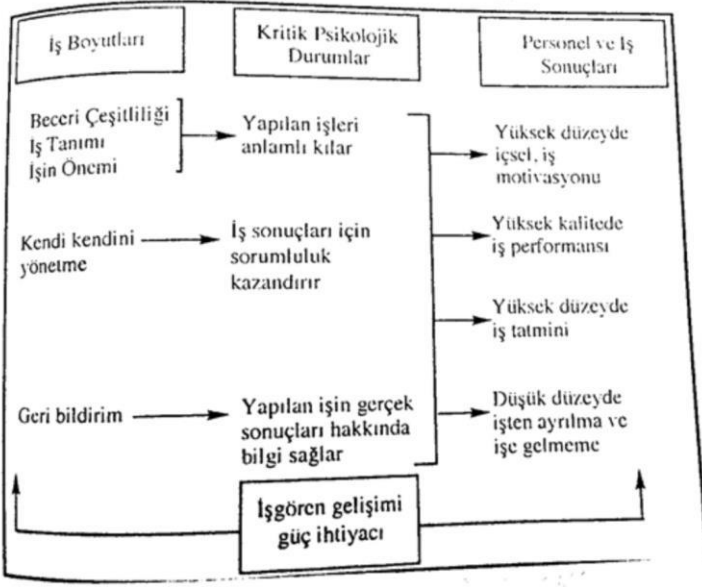 İş Boyutları
Kritik Psikolojik
Durumlar
Personel ve İş
Sonuçları
Beceri Çeşitliliği
İş Tanımı
İşin Önemi
Yapılan işleri
anlamlı kılar
Kendi kendini
yönetme
İş sonuçları için
sorumluluk
kazandırır
Geri bildirim
Yapılan işin gerçek
sonuçları hakkında
bilgi sağlar
Yüksek düzeyde
içsel, iş
motivasyonu
Yüksek kalitede
iş performansı
Yüksek düzeyde
iş tatmini
Düşük düzeyde
işten ayrılma ve
işe gelmeme
İşgören gelişimi
güç ihtiyacı